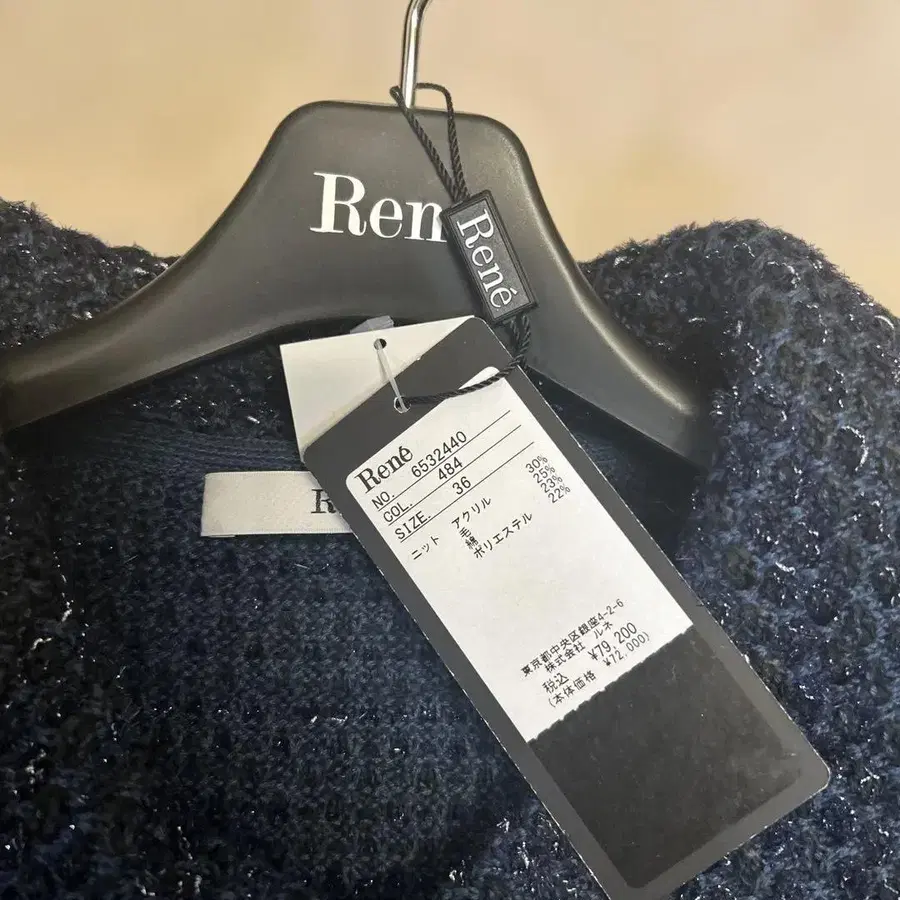 Ren
René
R
René
NO. 6532440
COL. 484
SIZE. 36
ニット アクリル 30%
毛 25%
綿 23%
ポリエステル 22%
東京都中央区銀座4-2-6
株式会社 ルネ
税込 ¥79,200
(本体価格 ¥72,000)